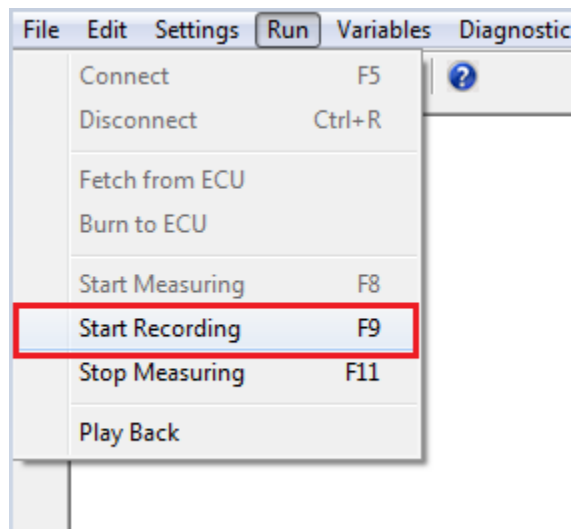 File Edit Settings Run Variables Diagnostic
Connect F5
Disconnect Ctrl+R
Fetch from ECU
Burn to ECU
Start Measuring F8
Start Recording F9
Stop Measuring F11
Play Back